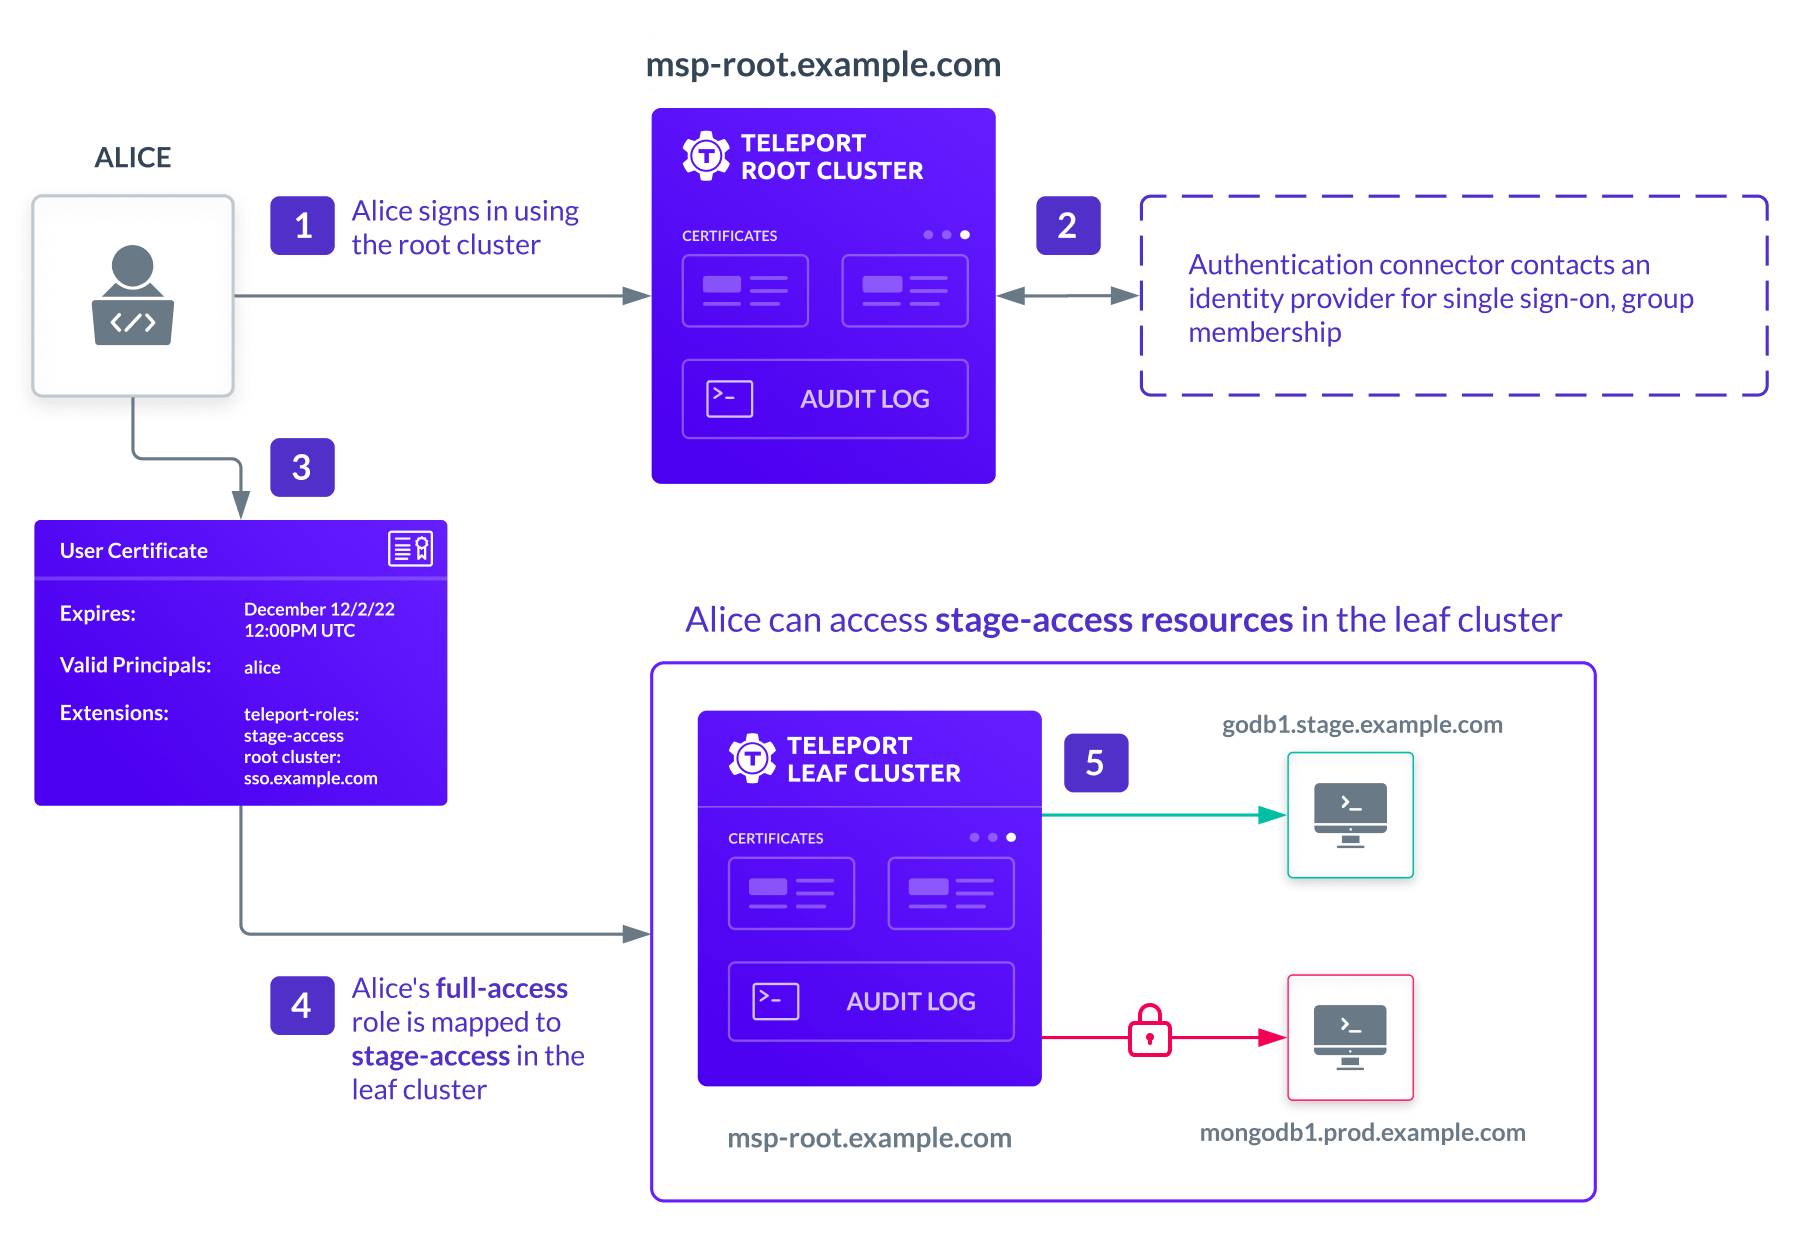 msp-root.example.com
TELEPORT
ROOT CLUSTER
CERTIFICATES
AUDIT LOG
ALICE
1
Alice signs in using
the root cluster
2
Authentication connector contacts an
identity provider for single sign-on, group
membership
3
User Certificate
Expires:
December 12/2/22
12:00PM UTC
Valid Principals:
alice
Extensions:
teleport-roles:
stage-access
root cluster:
sso.example.com
4
Alice's full-access
role is mapped to
stage-access in the
leaf cluster
Alice can access stage-access resources in the leaf cluster
TELEPORT
LEAF CLUSTER
CERTIFICATES
AUDIT LOG
msp-root.example.com
5
godb1.stage.example.com
mongodb1.prod.example.com